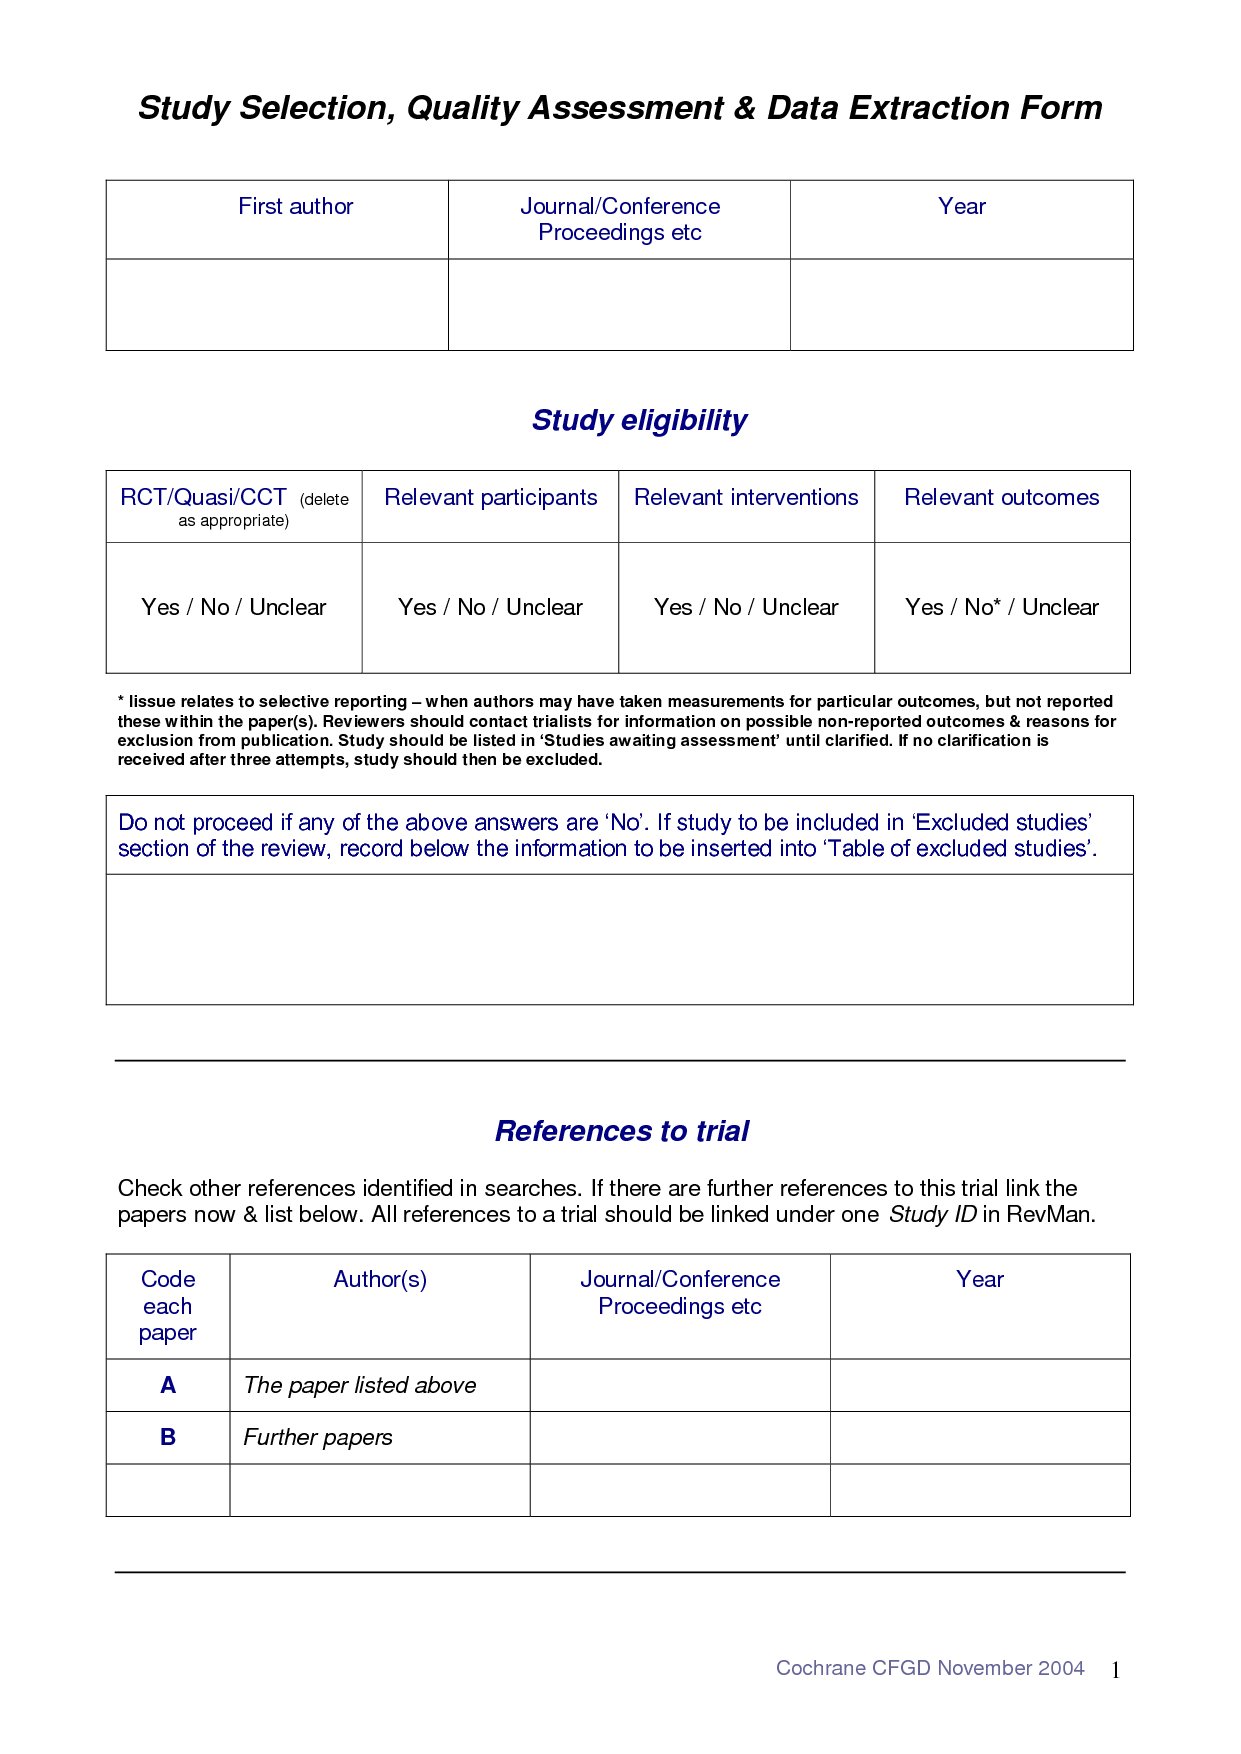 Study Selection, Quality Assessment & Data Extraction Form
First author
Journal/Conference
Proceedings etc
Year
Study eligibility
RCT/Quasi/CCT (delete
as appropriate)
Relevant participants
Relevant interventions
Relevant outcomes
Yes / No / Unclear
Yes / No / Unclear
Yes / No / Unclear
Yes / No* / Unclear
* Iissue relates to selective reporting – when authors may have taken measurements for particular outcomes, but not reported
these within the paper(s). Reviewers should contact trialists for information on possible non-reported outcomes & reasons for
exclusion from publication. Study should be listed in ‘Studies awaiting assessment’ until clarified. If no clarification is
received after three attempts, study should then be excluded.
Do not proceed if any of the above answers are ‘No’. If study to be included in ‘Excluded studies’
section of the review, record below the information to be inserted into ‘Table of excluded studies’.
References to trial
Check other references identified in searches. If there are further references to this trial link the
papers now & list below. All references to a trial should be linked under one Study ID in RevMan.
Code
each
paper
Author(s)
Journal/Conference
Proceedings etc
Year
A
The paper listed above
B
Further papers
Cochrane CFGD November 2004 1